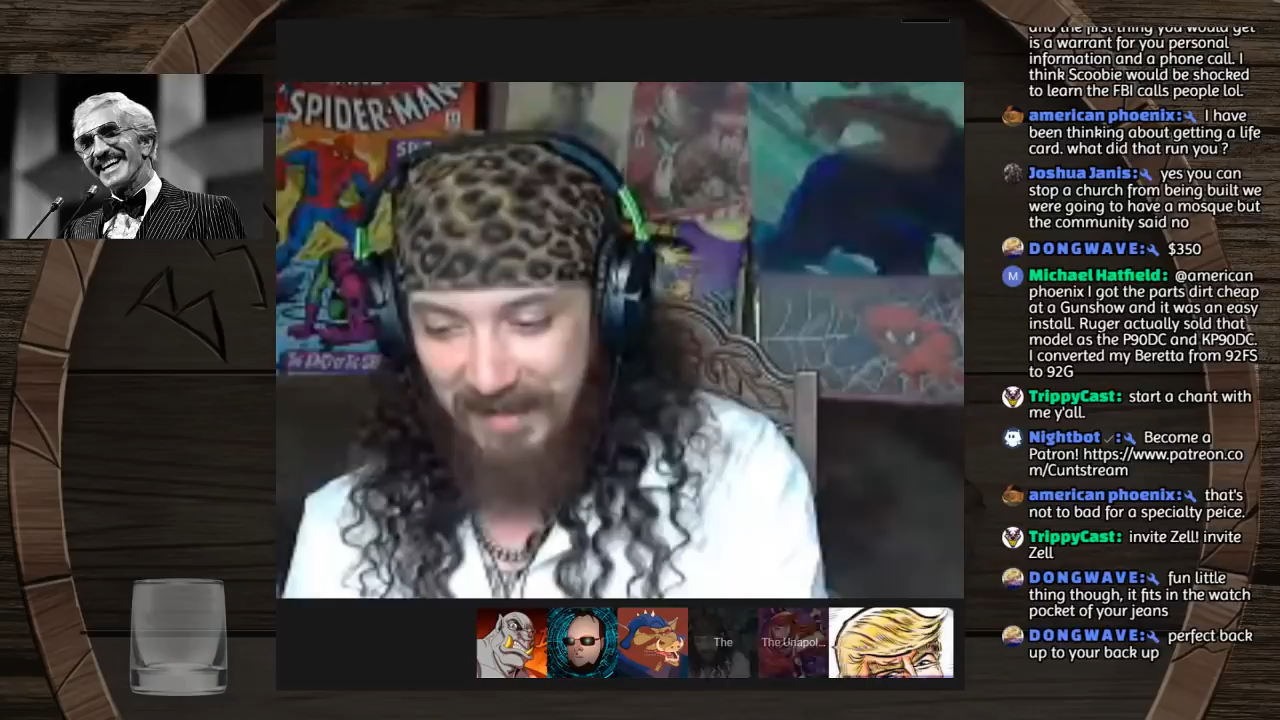 SPIDER-MAN
The
The Unapol...
and the first thing you would get
is a warrant for you personal
information and a phone call. I
think Scoobie would be shocked
to learn the FBI calls people lol.
american phoenix: I have
been thinking about getting a life
card. what did that run you ?
Joshua Janis: yes you can
stop a church from being built we
were going to have a mosque but
the community said no
DONGWAVE: $350
M
Michael Hatfield: @american
phoenix I got the parts dirt cheap
at a Gunshow and it was an easy
install. Ruger actually sold that
model as the P90DC and KP90DC.
I converted my Beretta from 92FS
to 92G
TrippyCast: start a chant with
me y'all.
Nightbot ✓: Become a
Patron! https://www.patreon.co
m/Cuntstream
american phoenix: that's
not to bad for a specialty peice.
TrippyCast: invite Zell! invite
Zell
DONGWAVE: fun little
thing though, it fits in the watch
pocket of your jeans
DONGWAVE: perfect back
up to your back up